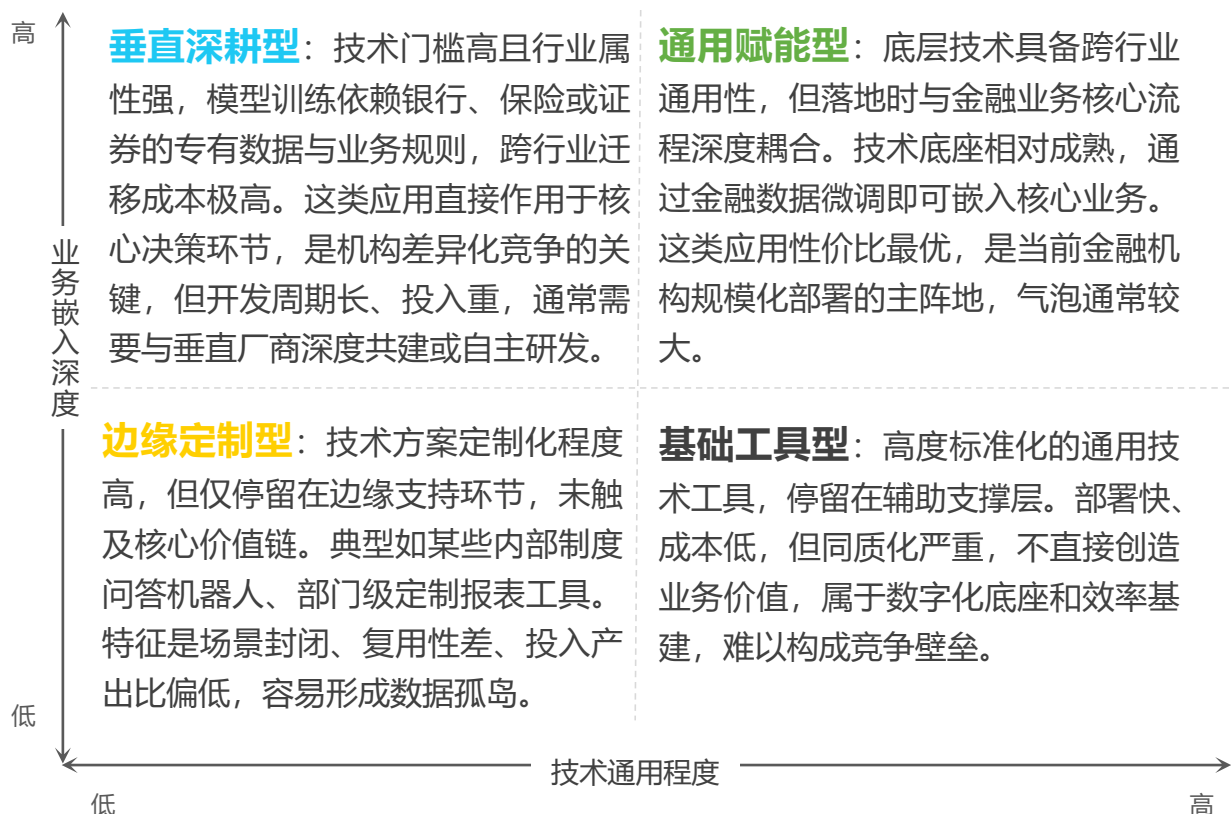 高
垂直深耕型：技术门槛高且行业属
性强，模型训练依赖银行、保险或证
券的专有数据与业务规则，跨行业迁
移成本极高。这类应用直接作用于核
心决策环节，是机构差异化竞争的关
键，但开发周期长、投入重，通常需
要与垂直厂商深度共建或自主研发。
通用赋能型：底层技术具备跨行业
通用性，但落地时与金融业务核心流
程深度耦合。技术底座相对成熟，通
过金融数据微调即可嵌入核心业务。
这类应用性价比最优，是当前金融机
构规模化部署的主阵地，气泡通常较
大。
业务嵌入深度
边缘定制型：技术方案定制化程度
高，但仅停留在边缘支持环节，未触
及核心价值链。典型如某些内部制度
问答机器人、部门级定制报表工具。
特征是场景封闭、复用性差、投入产
出比偏低，容易形成数据孤岛。
基础工具型：高度标准化的通用技
术工具，停留在辅助支撑层。部署快、
成本低，但同质化严重，不直接创造
业务价值，属于数字化底座和效率基
建，难以构成竞争壁垒。
低
技术通用程度
低
高